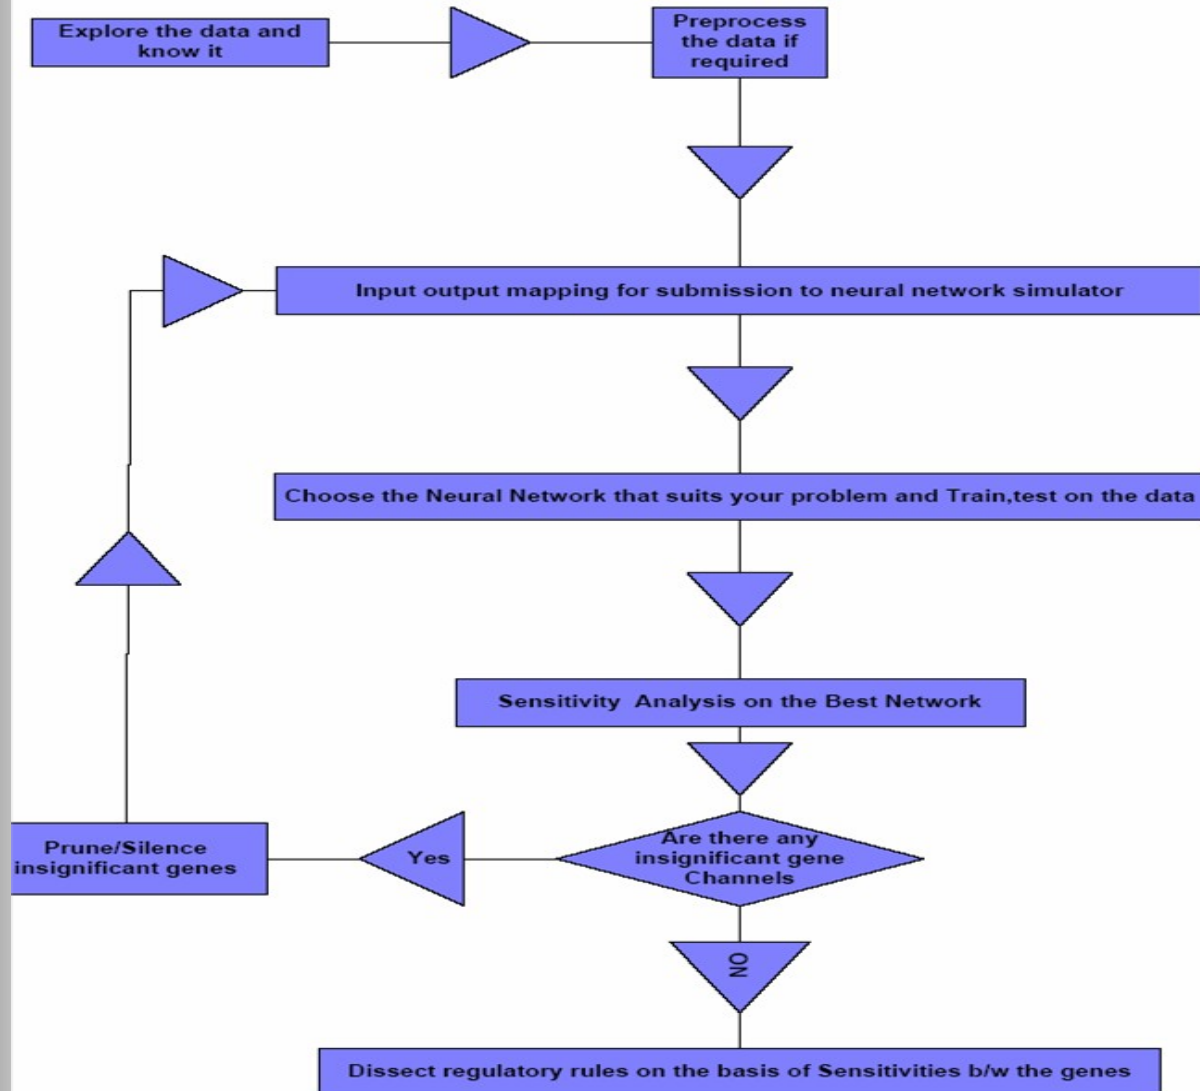 Explore the data and
know it
Preprocess
the data if
required
Input output mapping for submission to neural network simulator
Choose the Neural Network that suits your problem and Train,test on the data
Sensitivity  Analysis on the Best Network
Are there any
insignificant gene
Channels
Yes
Prune/Silence
insignificant genes
NO
Dissect regulatory rules on the basis of Sensitivities b/w the genes